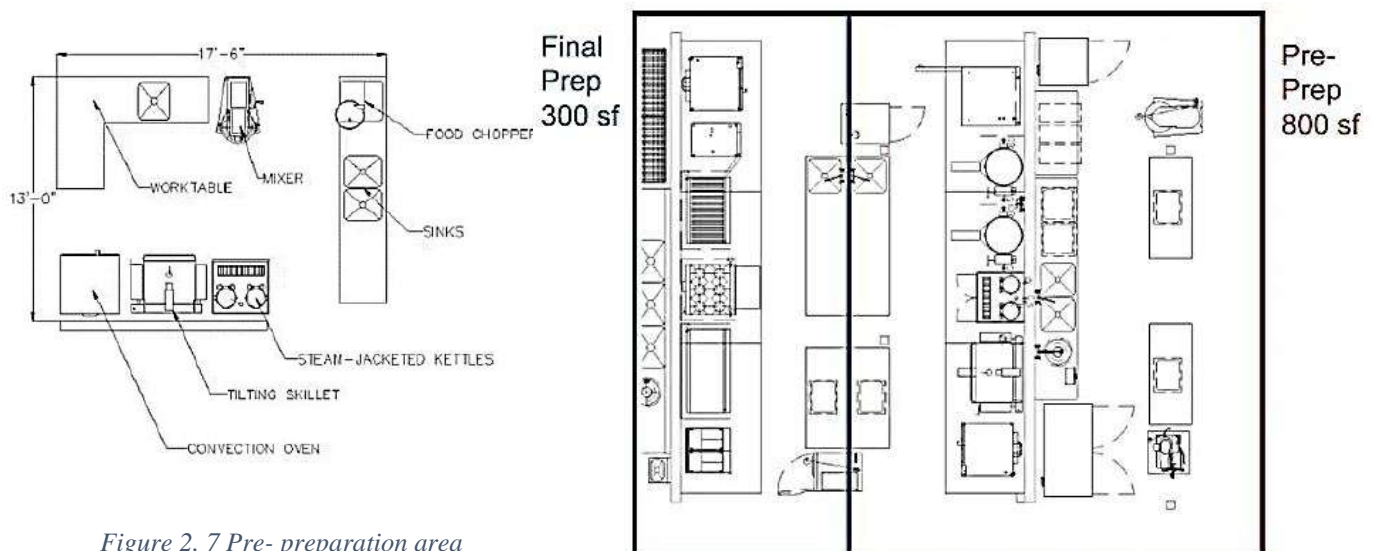 17'-6"
13'-0"
WORKTABLE
MIXER
FOOD CHOPPER
SINKS
STEAM-JACKETED KETTLES
TILTING SKILLET
CONVECTION OVEN
Figure 2. 7 Pre- preparation area
Final
Prep
300 sf
Pre-
Prep
800 sf